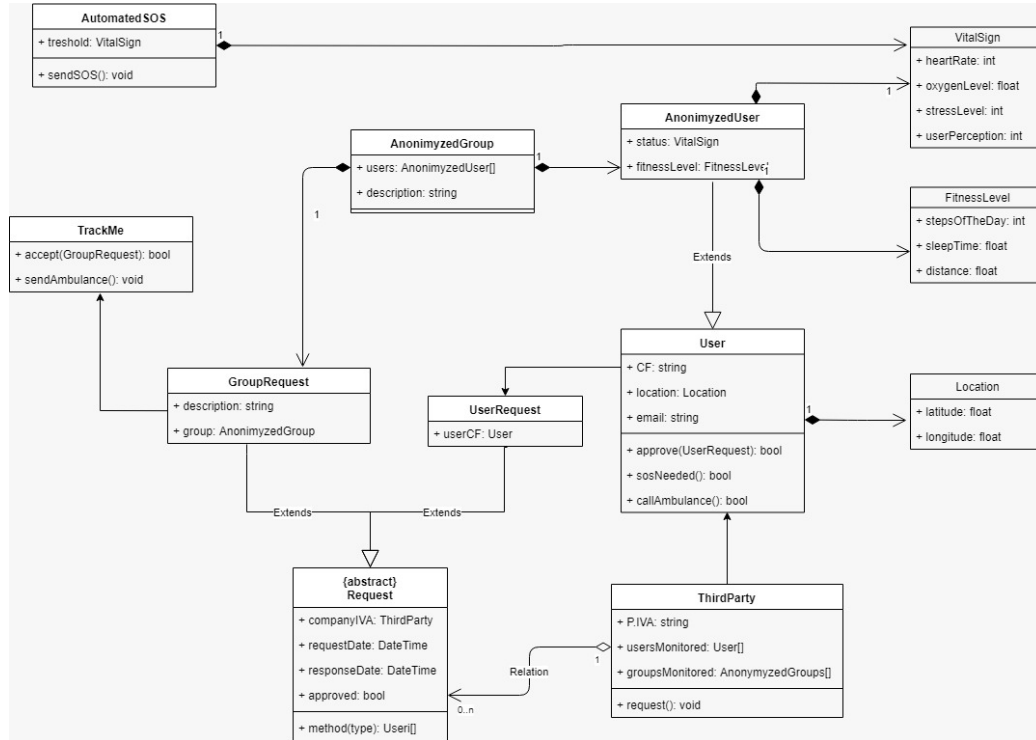 AutomatedSOS
+ treshold: VitalSign
+ sendSOS(): void
1
VitalSign
+ heartRate: int
+ oxygenLevel: float
+ stressLevel: int
+ userPerception: int
1
AnonimyzedUser
+ status: VitalSign
+ fitnessLevel: FitnessLevel
1
AnonimyzedGroup
+ users: AnonimyzedUser[]
+ description: string
1
1
FitnessLevel
+ stepsOfTheDay: int
+ sleepTime: float
+ distance: float
TrackMe
+ accept(GroupRequest): bool
+ sendAmbulance(): void
Extends
User
+ CF: string
+ location: Location
+ email: string
+ approve(UserRequest): bool
+ sosNeeded(): bool
+ callAmbulance(): bool
1
Location
+ latitude: float
+ longitude: float
GroupRequest
+ description: string
+ group: AnonimyzedGroup
UserRequest
+ userCF: User
Extends
Extends
{abstract}
Request
+ companyIVA: ThirdParty
+ requestDate: DateTime
+ responseDate: DateTime
+ approved: bool
+ method(type): Useri[]
Relation
1
0..n
ThirdParty
+ P.IVA: string
+ usersMonitored: User[]
+ groupsMonitored: AnonymyzedGroups[]
+ request(): void